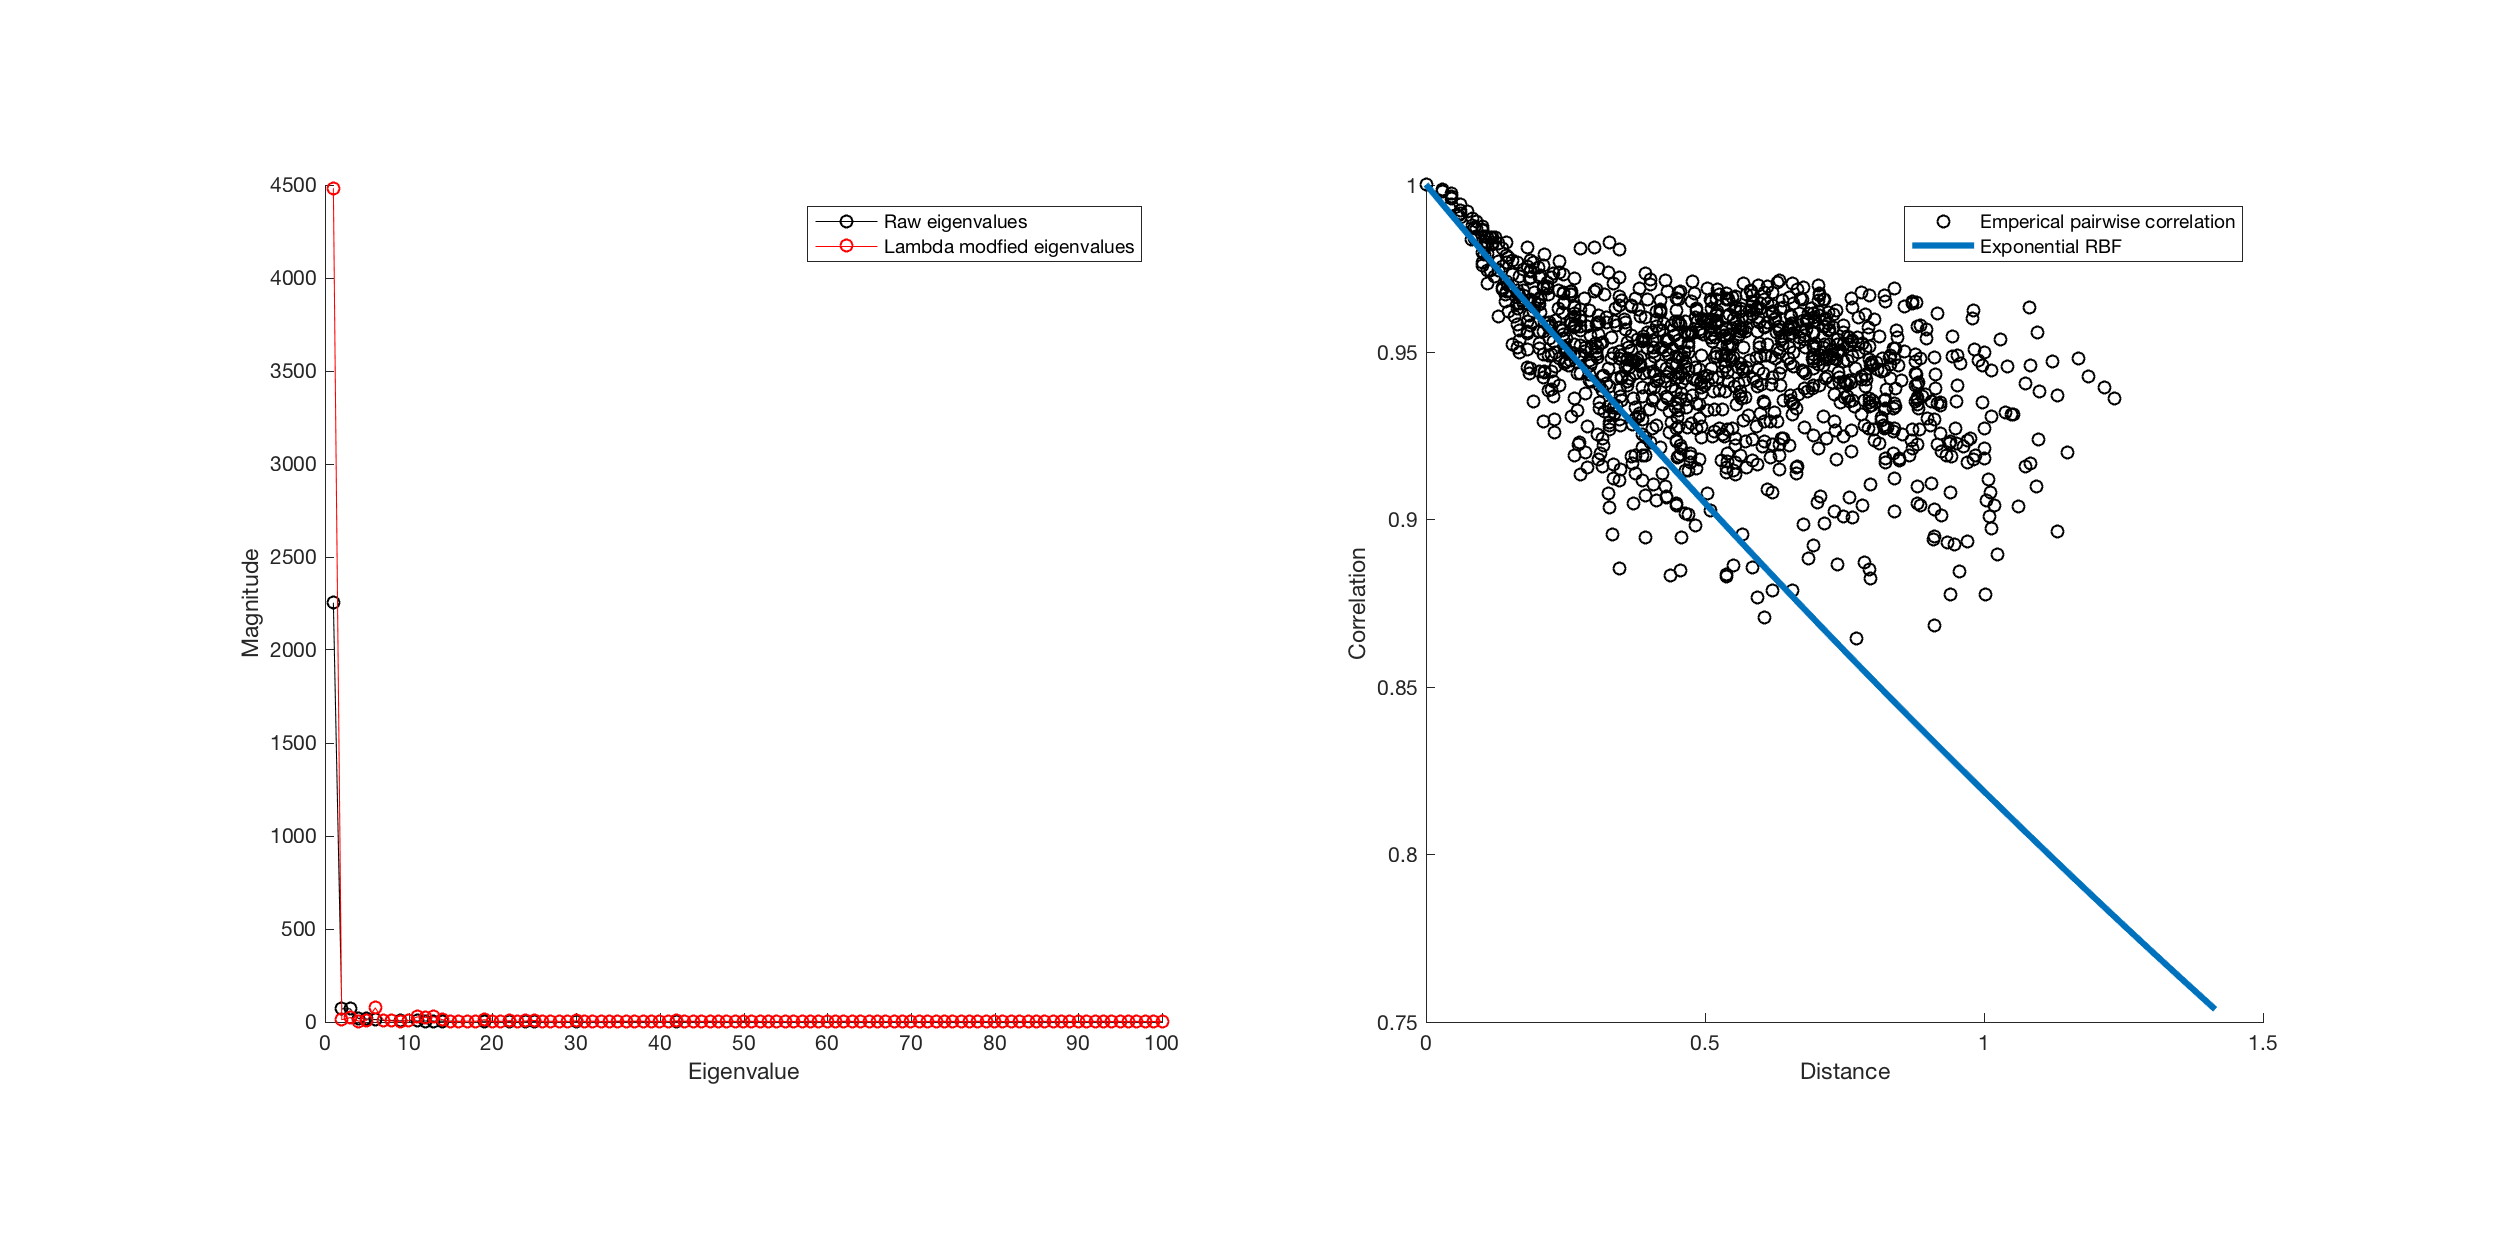 4500
4000
3500
3000
2500
2000
1500
1000
500
0
Magnitude
0 10 20 30 40 50 60 70 80 90 100
Eigenvalue
Raw eigenvalues
Lambda modfied eigenvalues
1
0.95
0.9
0.85
0.8
0.75
Correlation
0 0.5 1 1.5
Distance
Emperical pairwise correlation
Exponential RBF